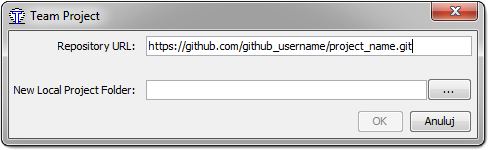 Team Project
Repository URL: https://github.com/github_username/project_name.git
New Local Project Folder: ...
OK Anuluj